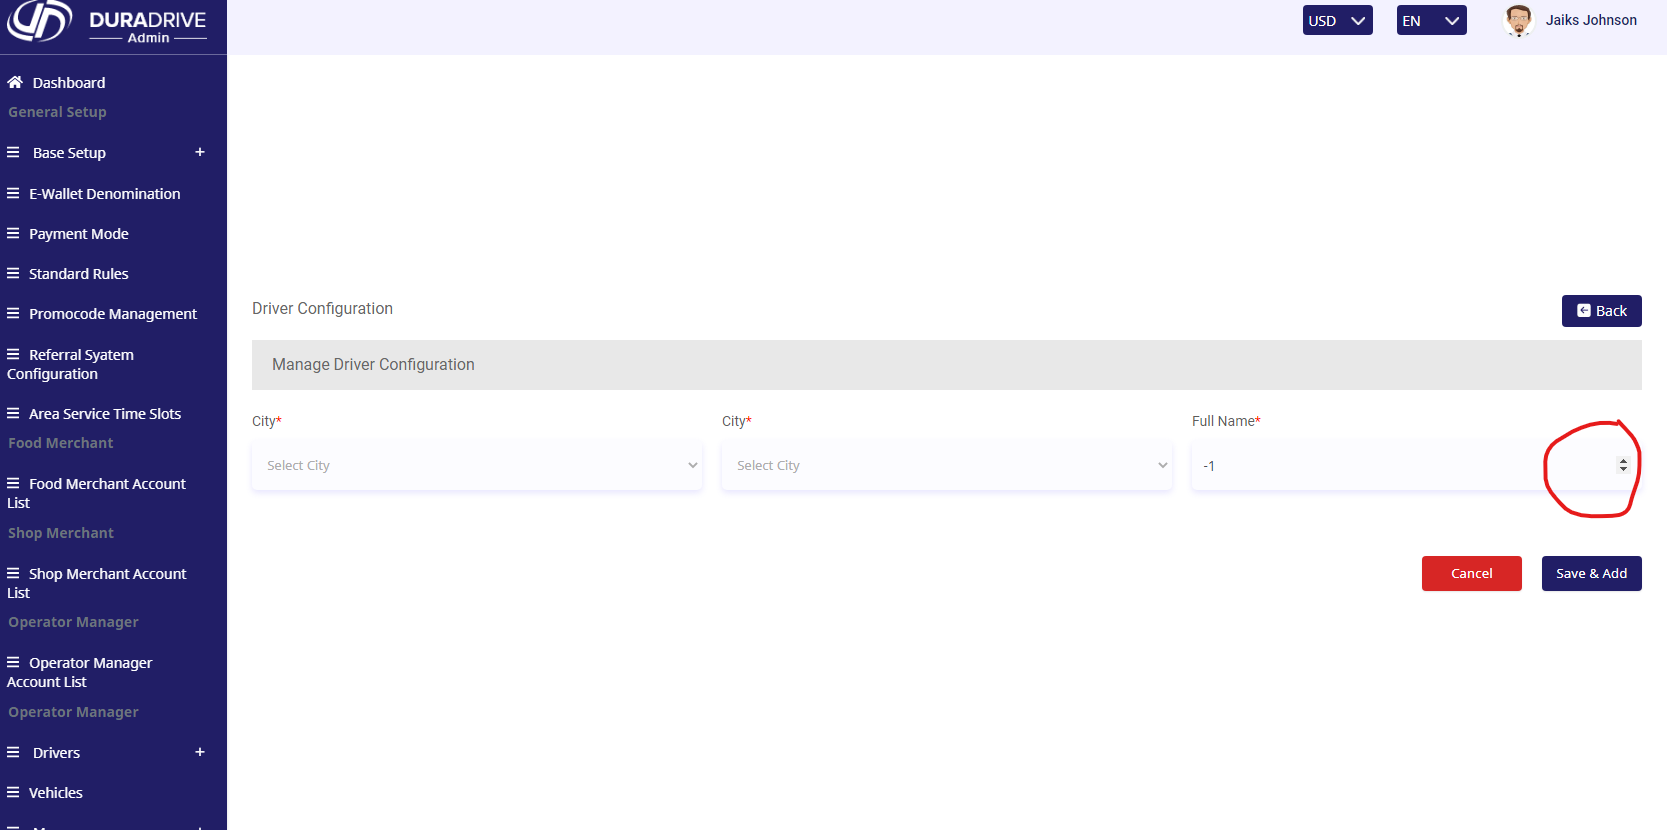 DURADRIVE
Admin
USD
EN
Jaiks Johnson
Dashboard
General Setup
Base Setup +
E-Wallet Denomination
Payment Mode
Standard Rules
Promocode Management
Referral Syatem
Configuration
Area Service Time Slots
Food Merchant
Food Merchant Account
List
Shop Merchant
Shop Merchant Account
List
Operator Manager
Operator Manager
Account List
Operator Manager
Drivers +
Vehicles
Driver Configuration
Back
Manage Driver Configuration
City* City* Full Name*
Select City Select City -1
Cancel Save & Add